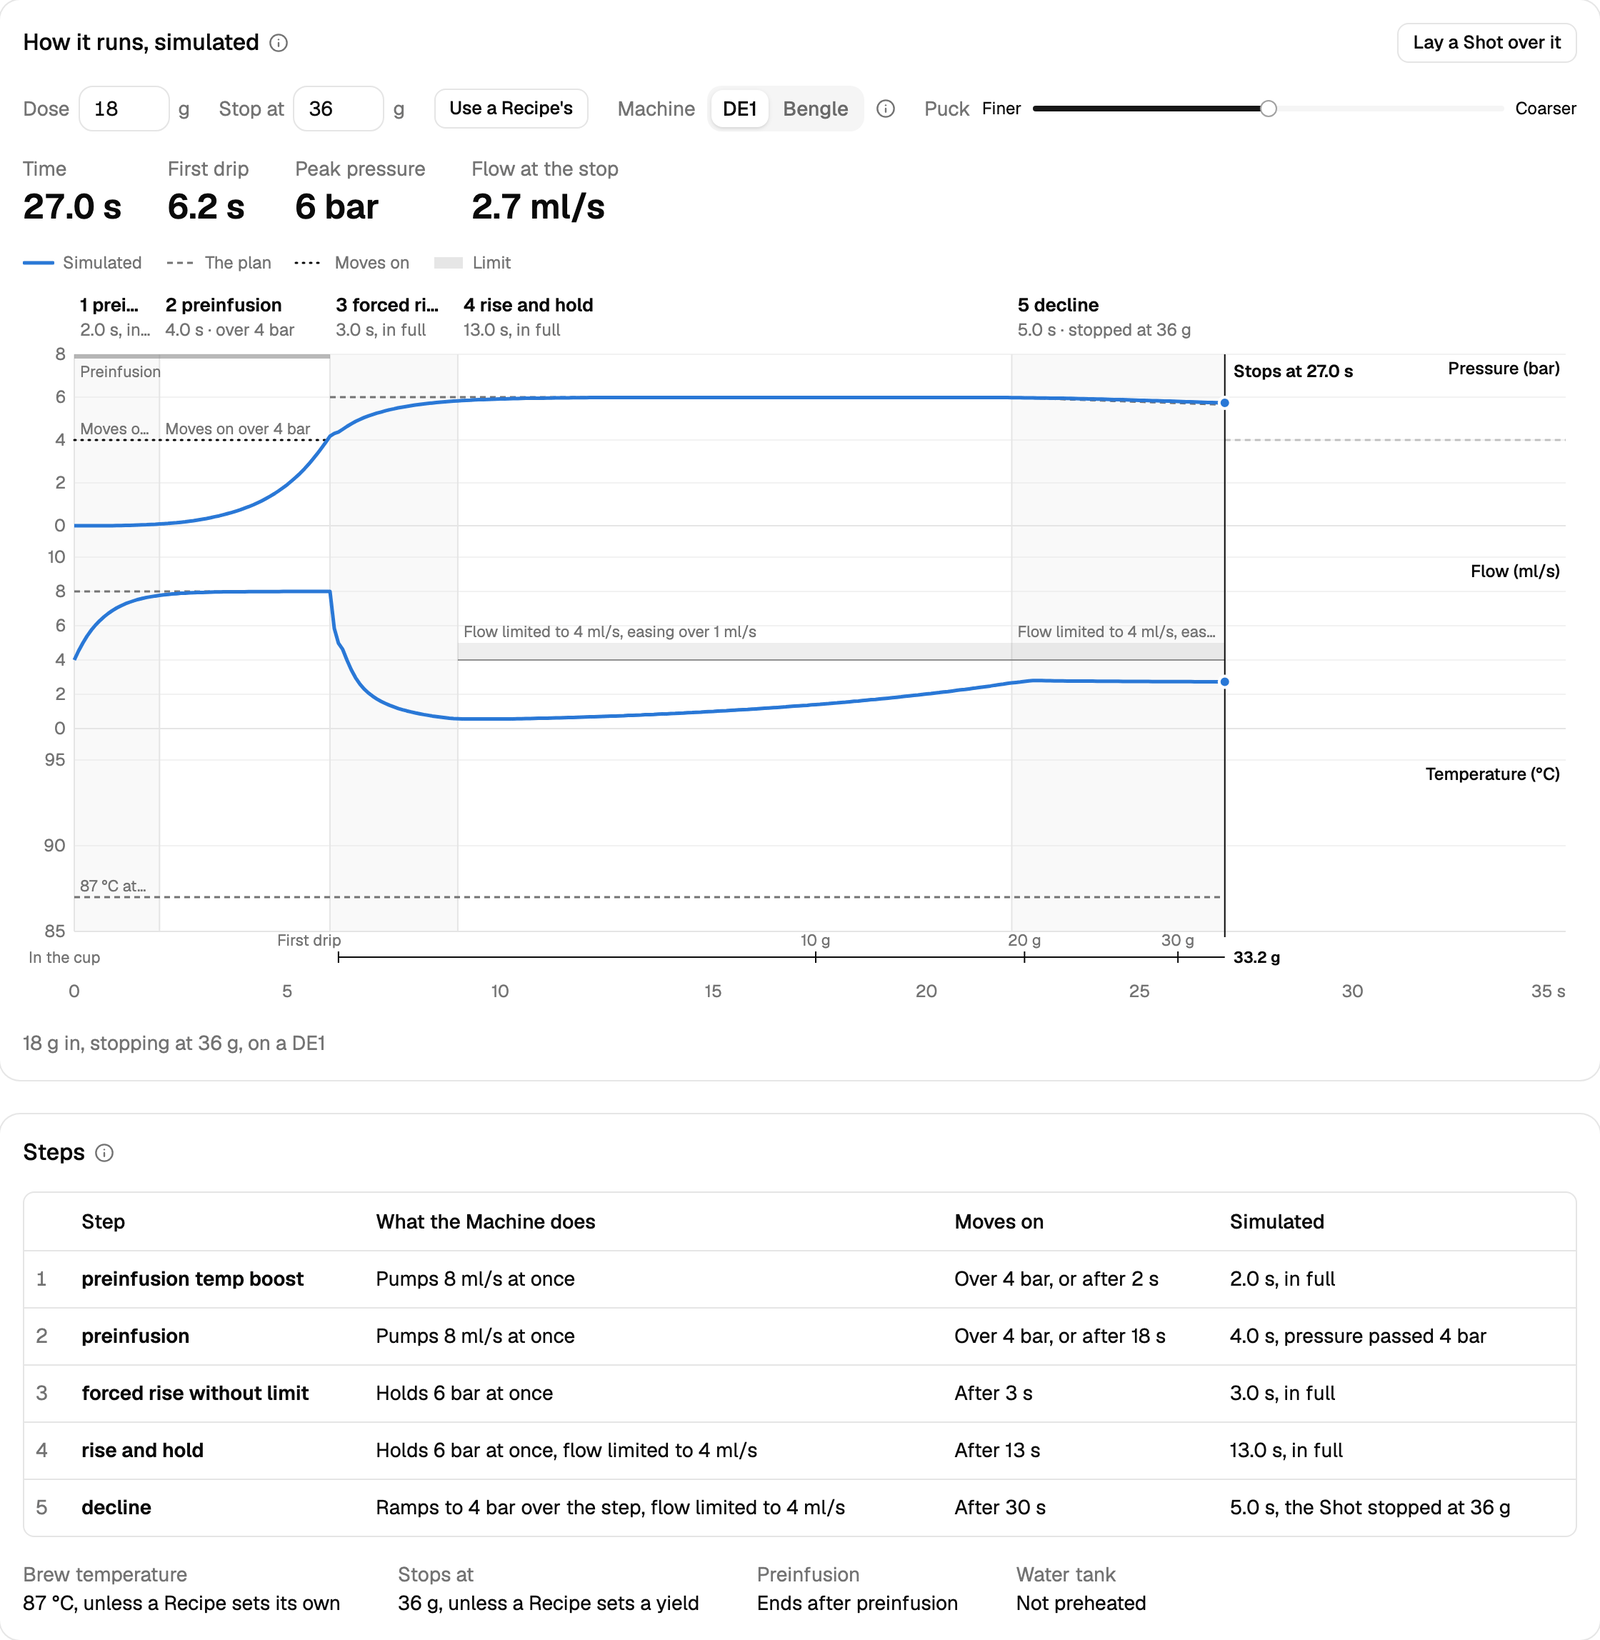 How it runs, simulated
Lay a Shot over it
Dose 18 g Stop at 36 g Use a Recipe's Machine DE1 Bengle Puck Finer Coarser
Time First drip Peak pressure Flow at the stop
27.0 s 6.2 s 6 bar 2.7 ml/s
Simulated The plan Moves on Limit
1 prei... 2 preinfusion 3 forced ri... 4 rise and hold 5 decline
2.0 s, in... 4.0 s · over 4 bar 3.0 s, in full 13.0 s, in full 5.0 s · stopped at 36 g
8
Preinfusion Stops at 27.0 s Pressure (bar)
6
Moves o... Moves on over 4 bar
4
2
0
10
Flow (ml/s)
8
6
Flow limited to 4 ml/s, easing over 1 ml/s Flow limited to 4 ml/s, eas...
4
2
0
95
Temperature (°C)
90
87 °C at...
85
First drip 10 g 20 g 30 g
In the cup 33.2 g
0 5 10 15 20 25 30 35 s
18 g in, stopping at 36 g, on a DE1
Steps
Step What the Machine does Moves on Simulated
1 preinfusion temp boost Pumps 8 ml/s at once Over 4 bar, or after 2 s 2.0 s, in full
2 preinfusion Pumps 8 ml/s at once Over 4 bar, or after 18 s 4.0 s, pressure passed 4 bar
3 forced rise without limit Holds 6 bar at once After 3 s 3.0 s, in full
4 rise and hold Holds 6 bar at once, flow limited to 4 ml/s After 13 s 13.0 s, in full
5 decline Ramps to 4 bar over the step, flow limited to 4 ml/s After 30 s 5.0 s, the Shot stopped at 36 g
Brew temperature Stops at Preinfusion Water tank
87 °C, unless a Recipe sets its own 36 g, unless a Recipe sets a yield Ends after preinfusion Not preheated